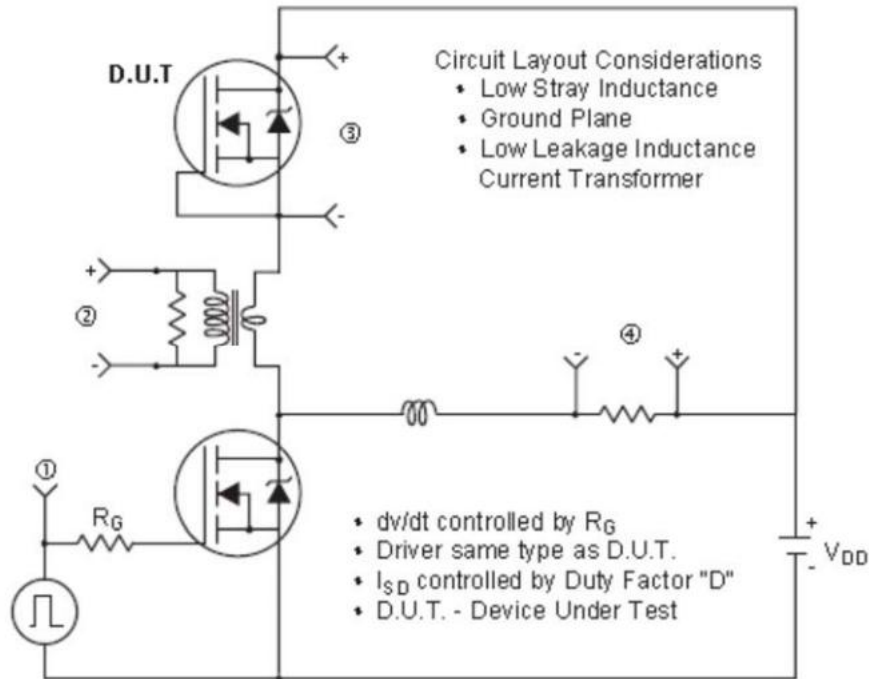 D.U.T
+
③
-
Circuit Layout Considerations
• Low Stray Inductance
• Ground Plane
• Low Leakage Inductance
Current Transformer
+
②
-
④
-
+
①
RG
• dv/dt controlled by RG
• Driver same type as D.U.T.
• ISD controlled by Duty Factor "D"
• D.U.T. - Device Under Test
+
VDD
-